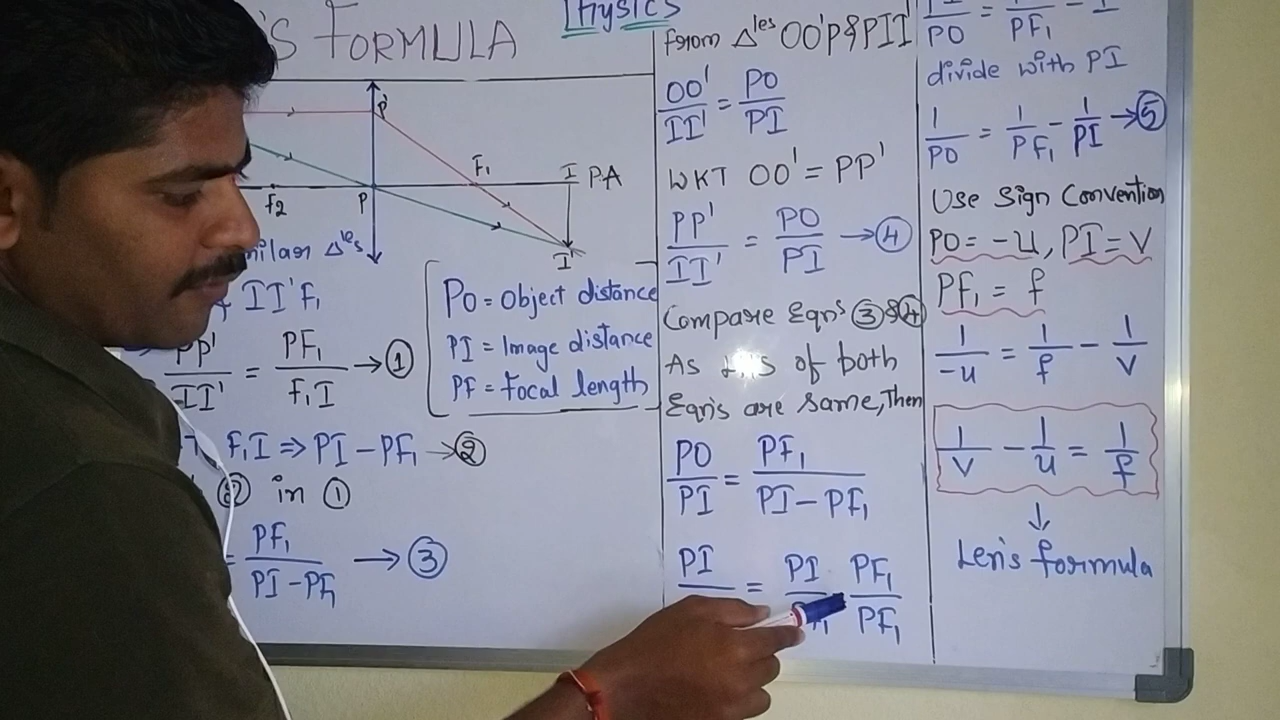 'S FORMULA
Physics
P'
F₁
I P.A
F₂
P
I'
milar Δles
II'F₁
PP'/II' = PF₁/F₁I → ①
PO = Object distance
PI = Image distance
PF = Focal length
F₁I ⇒ PI - PF₁ → ②
② in ①
= PF₁/PI - PF₁ → ③
From Δles OO'P & PII'
OO'/II' = PO/PI
WKT OO' = PP'
PP'/II' = PO/PI → ④
Compare Eqn's ③ & ④
As L.H.S of both
Eqn's are same, Then
PO/PI = PF₁/PI - PF₁
PI = PI/PF₁ PF₁/PF₁
PO = PF₁ -
divide with PI
1/PO = 1/PF₁ - 1/PI → ⑤
Use Sign Convention
PO = -u, PI = v
PF₁ = f
1/-u = 1/f - 1/v
1/v - 1/u = 1/f
↓
Len's formula